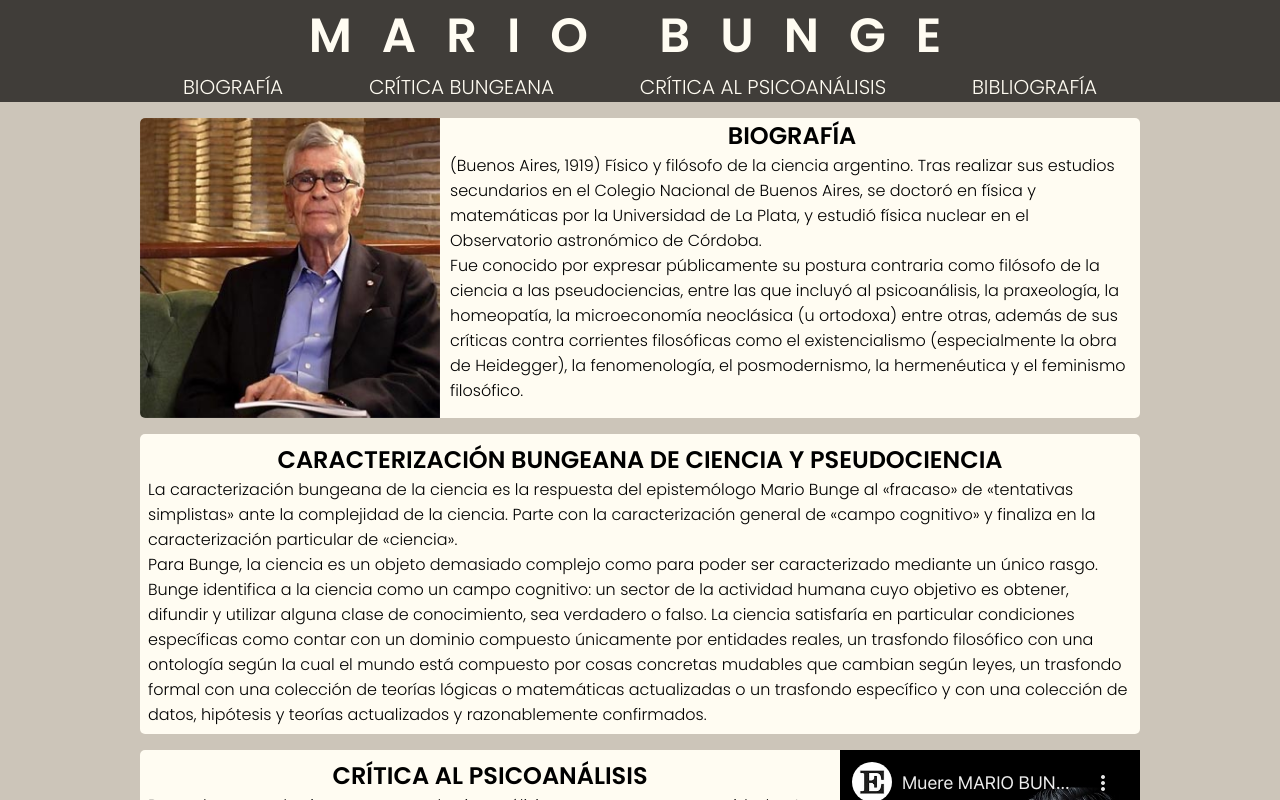 MARIO BUNGE
BIOGRAFÍA CRÍTICA BUNGEANA CRÍTICA AL PSICOANÁLISIS BIBLIOGRAFÍA
BIOGRAFÍA
(Buenos Aires, 1919) Físico y filósofo de la ciencia argentino. Tras realizar sus estudios
secundarios en el Colegio Nacional de Buenos Aires, se doctoró en física y
matemáticas por la Universidad de La Plata, y estudió física nuclear en el
Observatorio astronómico de Córdoba.
Fue conocido por expresar públicamente su postura contraria como filósofo de la
ciencia a las pseudociencias, entre las que incluyó al psicoanálisis, la praxeología, la
homeopatía, la microeconomía neoclásica (u ortodoxa) entre otras, además de sus
críticas contra corrientes filosóficas como el existencialismo (especialmente la obra
de Heidegger), la fenomenología, el posmodernismo, la hermenéutica y el feminismo
filosófico.
CARACTERIZACIÓN BUNGEANA DE CIENCIA Y PSEUDOCIENCIA
La caracterización bungeana de la ciencia es la respuesta del epistemólogo Mario Bunge al «fracaso» de «tentativas
simplistas» ante la complejidad de la ciencia. Parte con la caracterización general de «campo cognitivo» y finaliza en la
caracterización particular de «ciencia».
Para Bunge, la ciencia es un objeto demasiado complejo como para poder ser caracterizado mediante un único rasgo.
Bunge identifica a la ciencia como un campo cognitivo: un sector de la actividad humana cuyo objetivo es obtener,
difundir y utilizar alguna clase de conocimiento, sea verdadero o falso. La ciencia satisfaría en particular condiciones
específicas como contar con un dominio compuesto únicamente por entidades reales, un trasfondo filosófico con una
ontología según la cual el mundo está compuesto por cosas concretas mudables que cambian según leyes, un trasfondo
formal con una colección de teorías lógicas o matemáticas actualizadas o un trasfondo específico y con una colección de
datos, hipótesis y teorías actualizados y razonablemente confirmados.
CRÍTICA AL PSICOANÁLISIS
E Muere MARIO BUN...